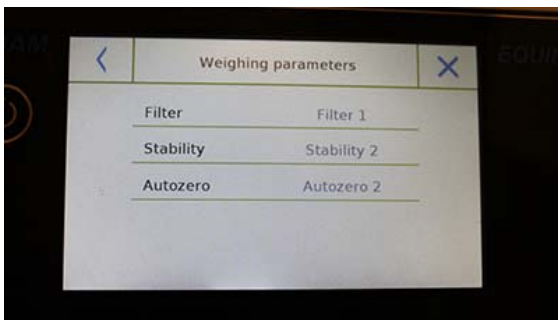 Weighing parameters
Filter Filter 1
Stability Stability 2
Autozero Autozero 2